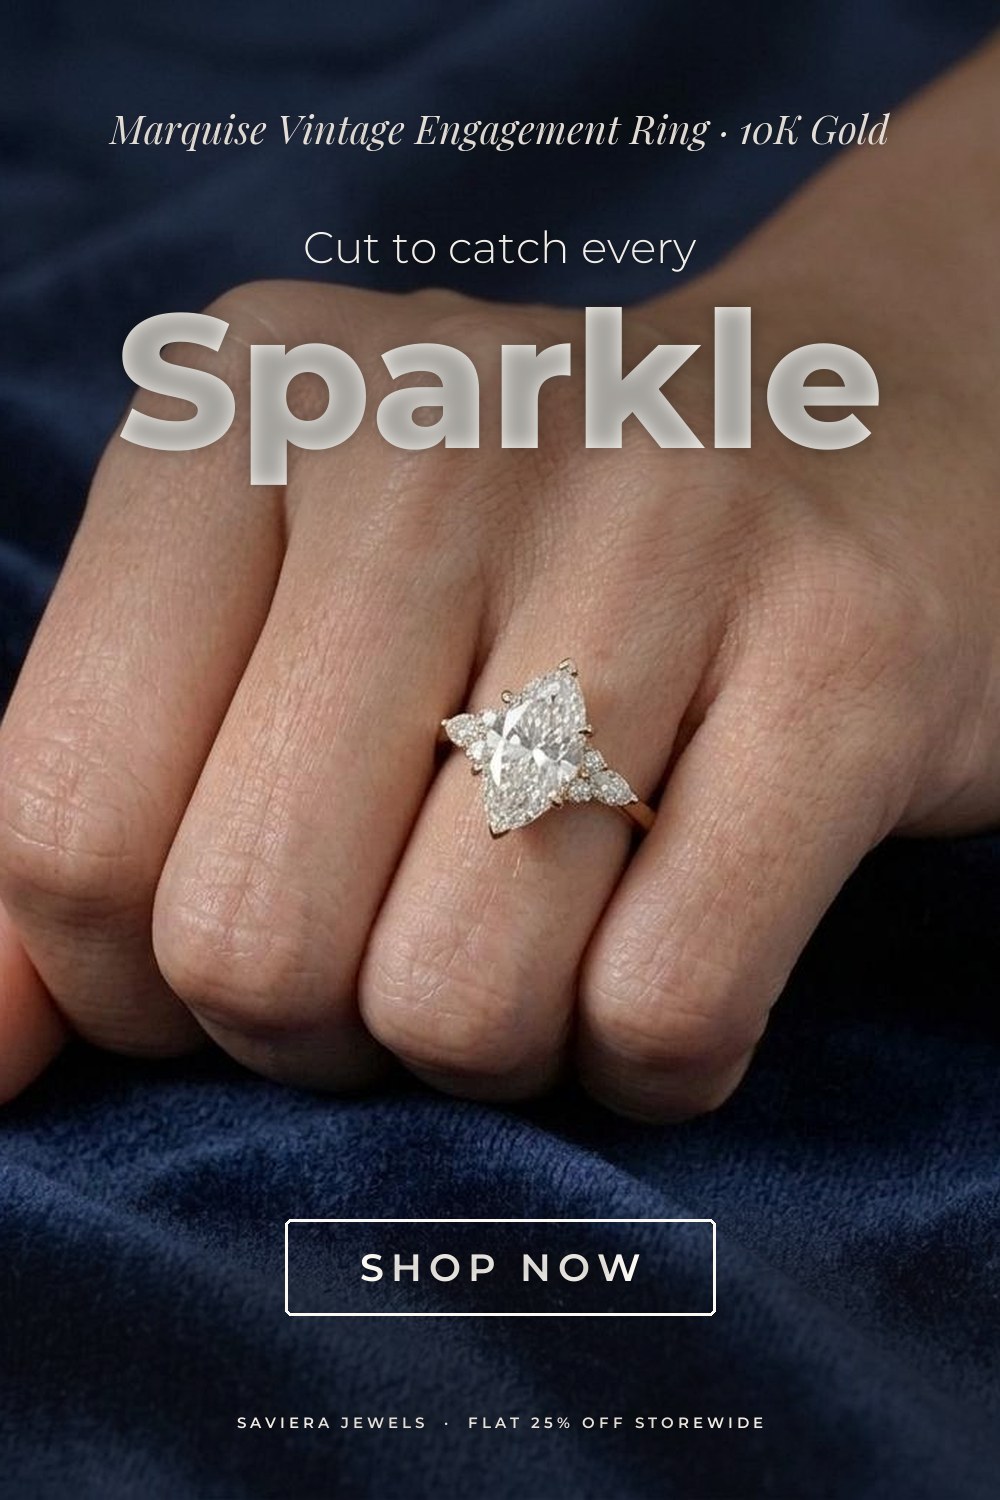 Marquise Vintage Engagement Ring · 10K Gold
Cut to catch every
Sparkle
SHOP NOW
SAVIERA JEWELS · FLAT 25% OFF STOREWIDE